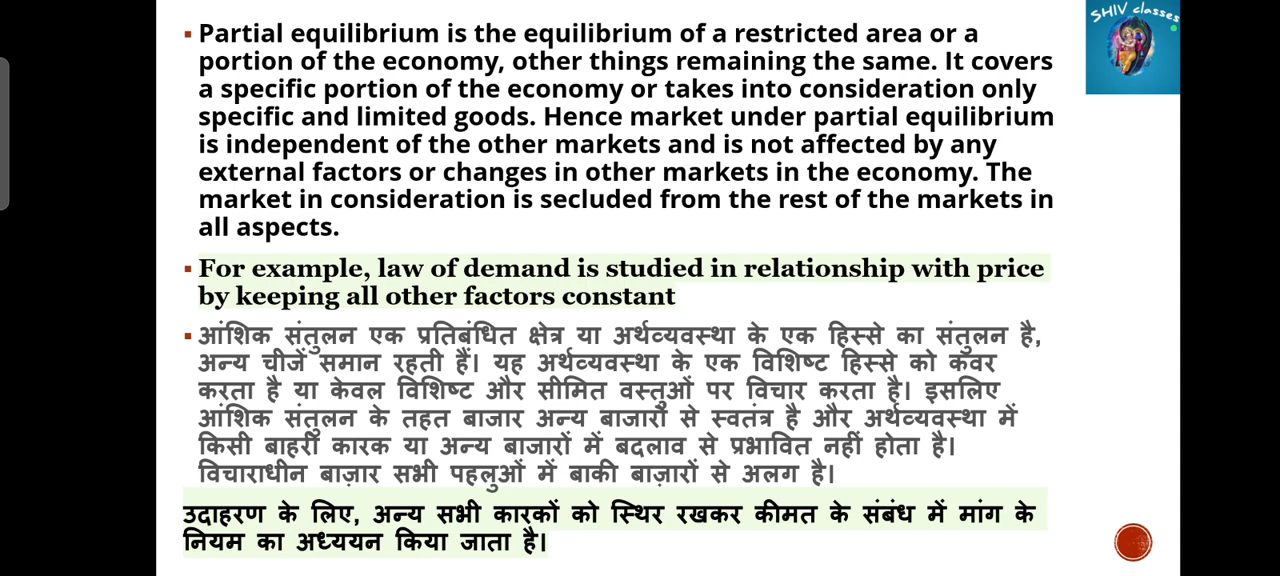 SHIV classes
Partial equilibrium is the equilibrium of a restricted area or a
portion of the economy, other things remaining the same. It covers
a specific portion of the economy or takes into consideration only
specific and limited goods. Hence market under partial equilibrium
is independent of the other markets and is not affected by any
external factors or changes in other markets in the economy. The
market in consideration is secluded from the rest of the markets in
all aspects.
For example, law of demand is studied in relationship with price
by keeping all other factors constant
आंशिक संतुलन एक प्रतिबंधित क्षेत्र या अर्थव्यवस्था के एक हिस्से का संतुलन है,
अन्य चीजें समान रहती हैं। यह अर्थव्यवस्था के एक विशिष्ट हिस्से को कवर
करता है या केवल विशिष्ट और सीमित वस्तुओं पर विचार करता है। इसलिए
आंशिक संतुलन के तहत बाजार अन्य बाजारों से स्वतंत्र है और अर्थव्यवस्था में
किसी बाहरी कारक या अन्य बाजारों में बदलाव से प्रभावित नहीं होता है।
विचाराधीन बाज़ार सभी पहलुओं में बाकी बाज़ारों से अलग है।
उदाहरण के लिए, अन्य सभी कारकों को स्थिर रखकर कीमत के संबंध में मांग के
नियम का अध्ययन किया जाता है।